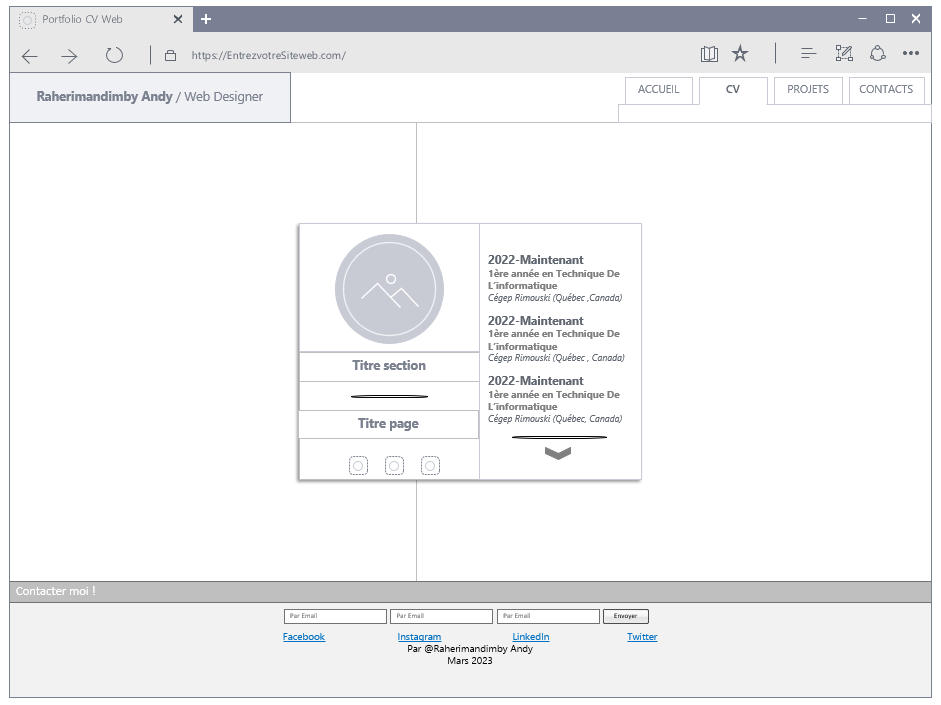 Portfolio CV Web
https://EntrezvotreSiteweb.com/
Raherimandimby Andy / Web Designer
ACCUEIL
CV
PROJETS
CONTACTS
Titre section
Titre page
2022-Maintenant
1ère année en Technique De
L'informatique
Cégep Rimouski (Québec ,Canada)
2022-Maintenant
1ère année en Technique De
L'informatique
Cégep Rimouski (Québec , Canada)
2022-Maintenant
1ère année en Technique De
L'informatique
Cégep Rimouski (Québec, Canada)
Contacter moi !
Par Email
Par Email
Par Email
Envoyer
Facebook
Instagram
LinkedIn
Twitter
Par @Raherimandimby Andy
Mars 2023